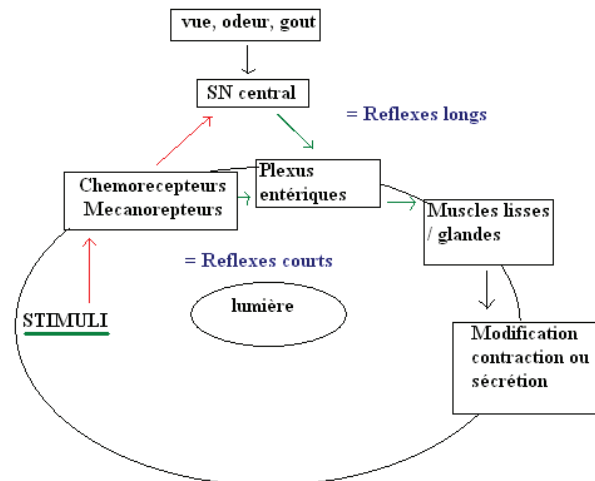 vue, odeur, gout
SN central
= Reflexes longs
Chemorecepteurs
Mecanorepteurs
Plexus
entériques
Muscles lisses
/ glandes
= Reflexes courts
lumière
STIMULI
Modification
contraction ou
sécrétion